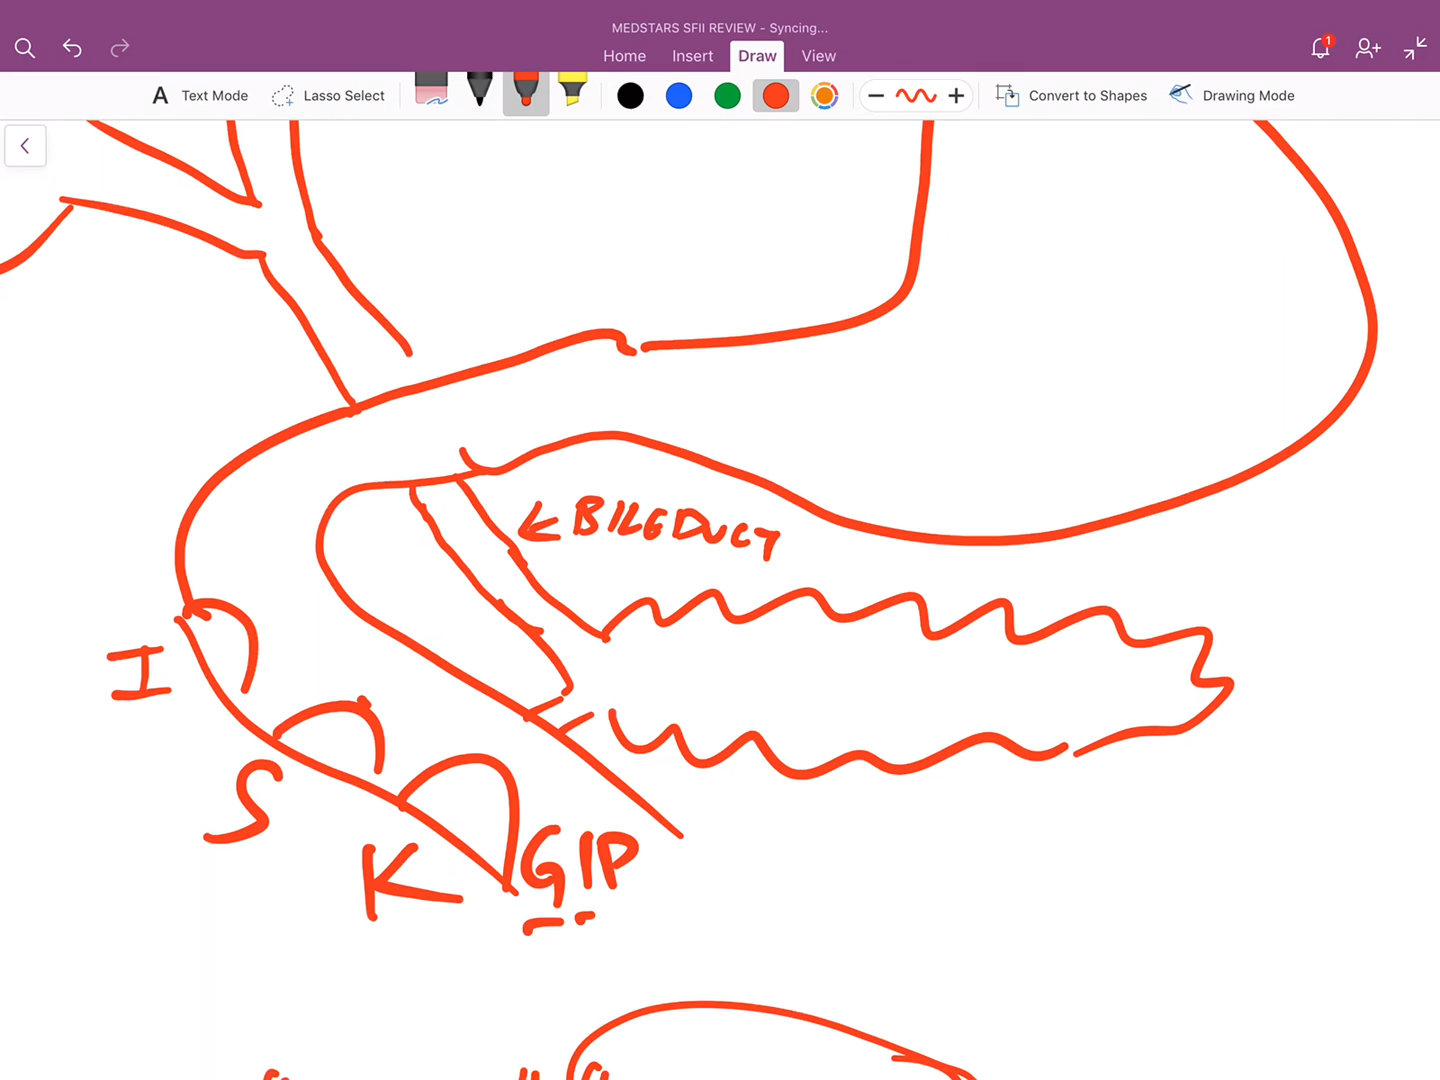 MEDSTARS SFII REVIEW - Syncing...
Home Insert Draw View
1
A Text Mode Lasso Select Convert to Shapes Drawing Mode
BILE DUCT
I
S
K
GIP